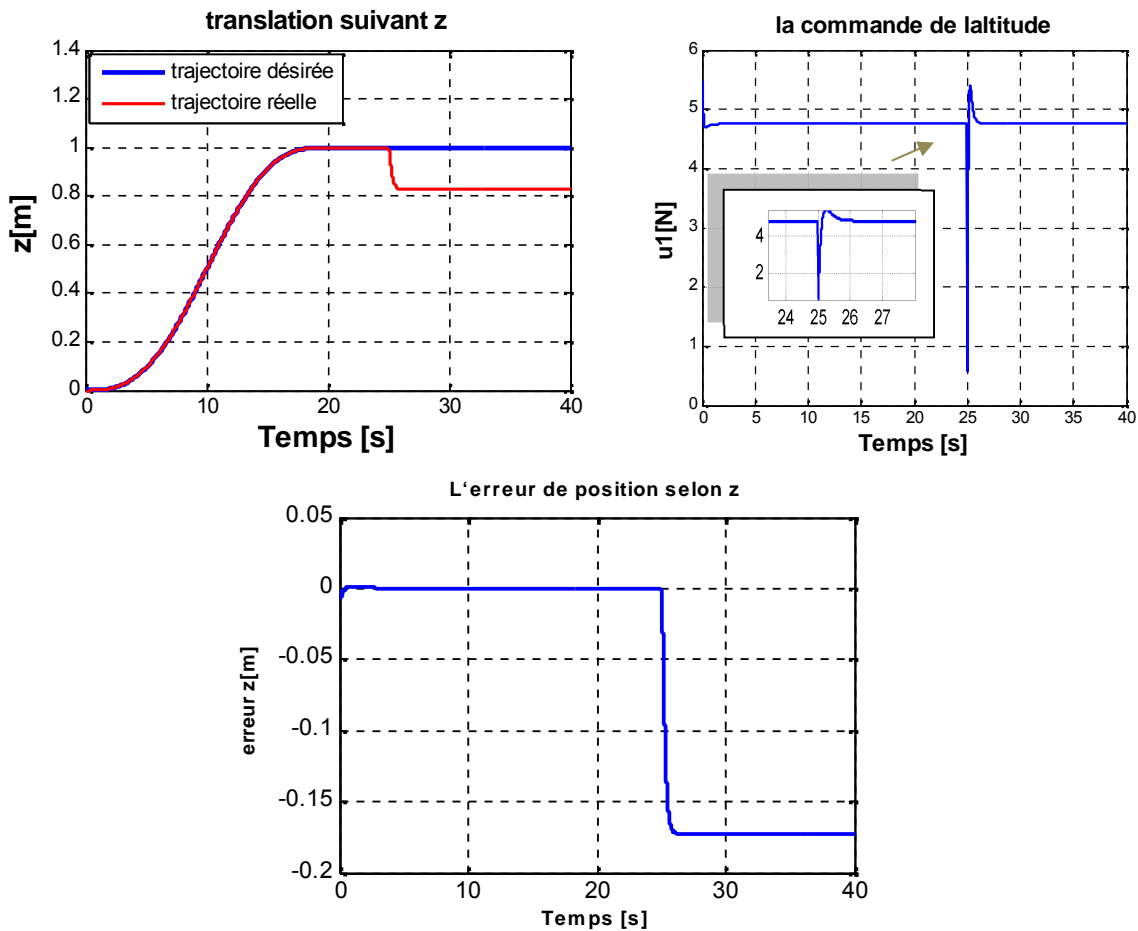 translation suivant z
1.4
1.2
1
0.8
0.6
0.4
0.2
0
trajectoire désirée
trajectoire réelle
z[m]
0 10 20 30 40
Temps [s]
la commande de laltitude
6
5
4
3
2
1
0
u1[N]
4
2
24 25 26 27
0 5 10 15 20 25 30 35 40
Temps [s]
L‘erreur de position selon z
0.05
0
-0.05
-0.1
-0.15
-0.2
erreur z[m]
0 10 20 30 40
Temps [s]